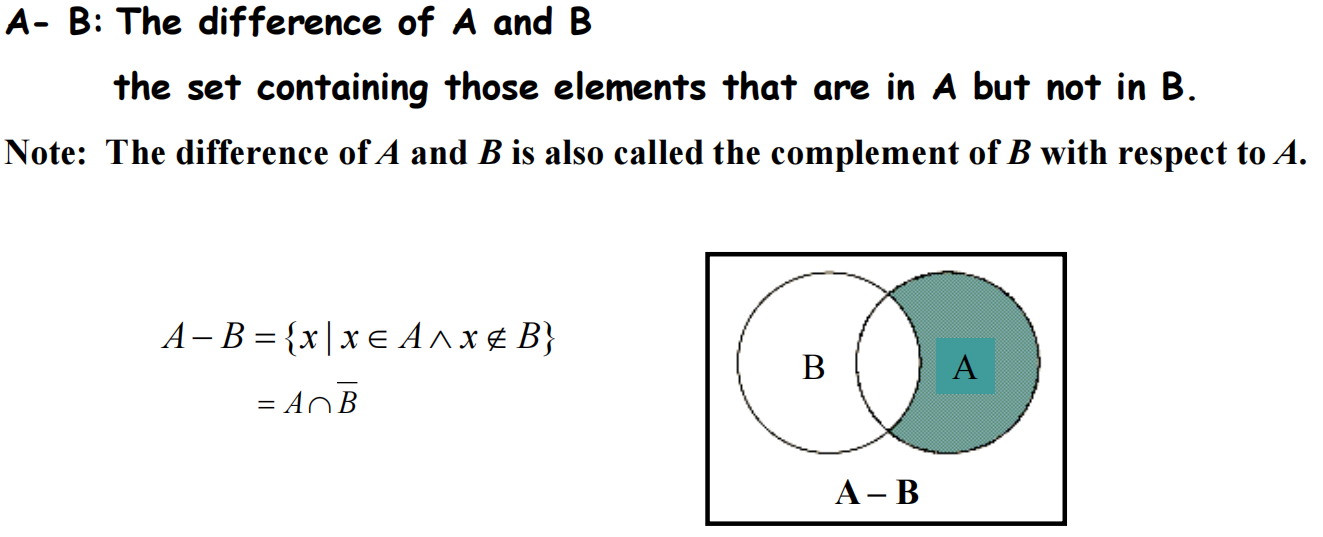 A- B: The difference of A and B
the set containing those elements that are in A but not in B.
Note: The difference of A and B is also called the complement of B with respect to A.
A − B = {x | x ∈ A ∧ x ∉ B}
= A ∩ B̅
B
A
A – B